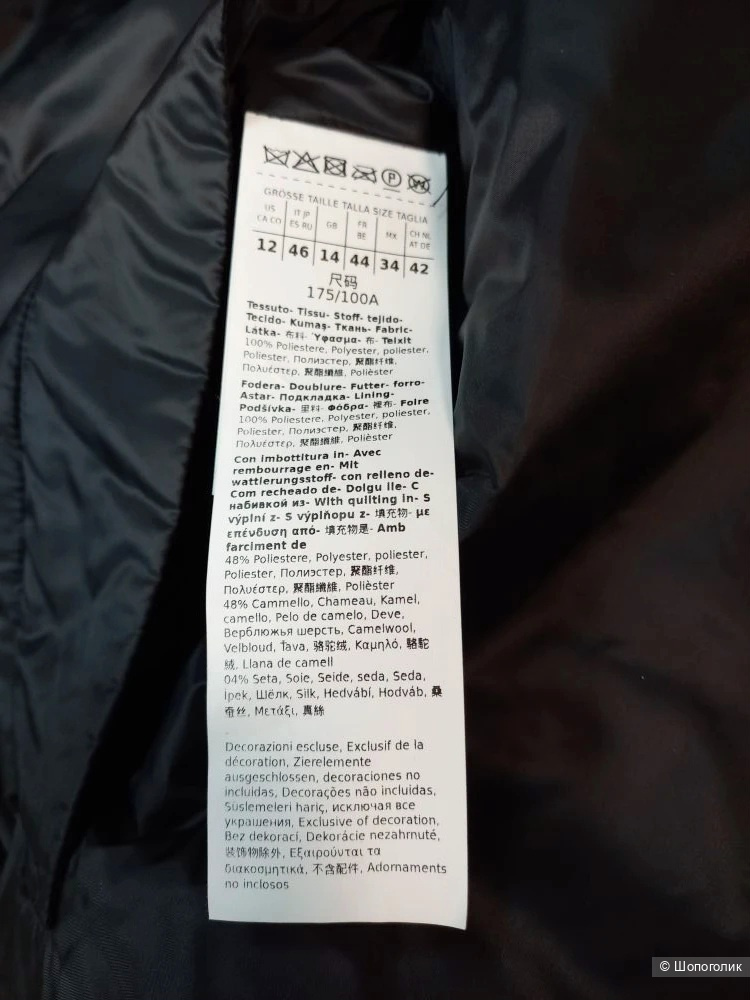 P
W
GRÖSSE TAILLE TALLA SIZE TAGLIA
US CA CO | IT JP ES RU | GB | FR BE | MX | CH NL AT DE
12 | 46 | 14 | 44 | 34 | 42
尺码
175/100A
Tessuto- Tissu- Stoff- tejido-
Tecido- Kumaş- Ткань- Fabric-
Látka- 布料- Ύφασμα- 布- Teixit
100% Poliestere, Polyester, poliester,
Poliester, Полиэстер, 聚酯纤维,
Πολυέστερ, 聚酯纖維, Polièster
Fodera- Doublure- Futter- forro-
Astar- Подкладка- Lining-
Podšívka- 里料- Φόδρα- 裡布- Folre
100% Poliestere, Polyester, poliester,
Poliester, Полиэстер, 聚酯纤维,
Πολυέστερ, 聚酯纖維, Polièster
Con imbottitura in- Avec
rembourrage en- Mit
wattierungsstoff- con relleno de-
Com recheado de- Dolgu ile- С
набивкой из- With quilting in- S
výplní z- S výplňopu z- 填充物- με
επένδυση από- 填充物是- Amb
farciment de
48% Poliestere, Polyester, poliester,
Poliester, Полиэстер, 聚酯纤维,
Πολυέστερ, 聚酯纖維, Polièster
48% Cammello, Chameau, Kamel,
camello, Pelo de camelo, Deve,
Верблюжья шерсть, Camelwool,
Velbloud, Ťava, 骆驼绒, Καμηλό, 駱駝
絨, Llana de camell
04% Seta, Soie, Seide, seda, Seda,
İpek, Шёлк, Silk, Hedvábí, Hodváb, 桑
蚕丝, Μετάξι, 真絲
Decorazioni escluse, Exclusif de la
décoration, Zierelemente
ausgeschlossen, decoraciones no
incluidas, Decorações não incluidas,
Süslemeleri hariç, исключая все
украшения, Exclusive of decoration,
Bez dekorací, Dekorácie nezahrnuté,
装饰物除外, Εξαιρούνται τα
διακοσμητικά, 不含配件, Adornaments
no inclosos
© Шопоголик